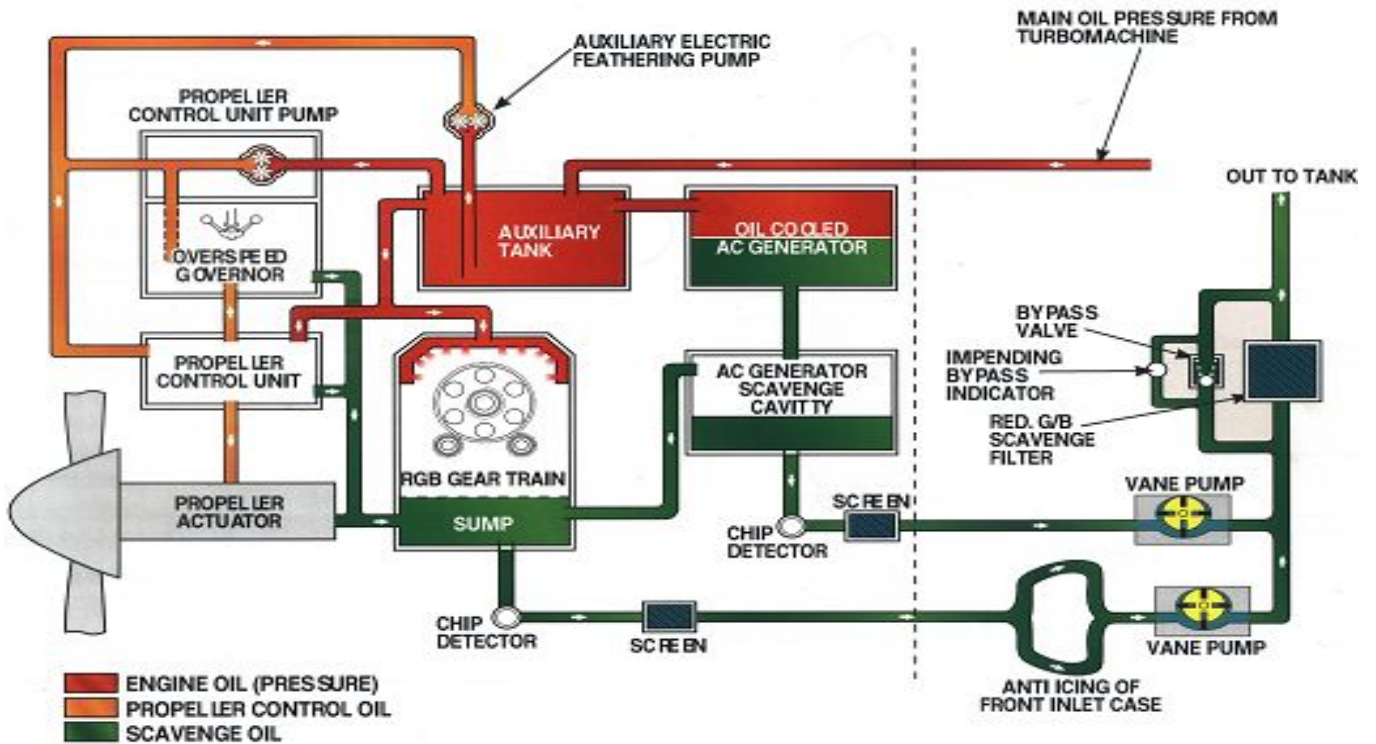 MAIN OIL PRESSURE FROM
TURBOMACHINE
AUXILIARY ELECTRIC
FEATHERING PUMP
PROPELLER
CONTROL UNIT PUMP
OUT TO TANK
AUXILIARY
TANK
OIL COOLED
AC GENERATOR
OVERSPEED
GOVERNOR
BYPASS
VALVE
PROPELLER
CONTROL UNIT
AC GENERATOR
SCAVENGE
CAVITTY
IMPENDING
BYPASS
INDICATOR
RED. G/B
SCAVENGE
FILTER
RGB GEAR TRAIN
PROPELLER
ACTUATOR
SUMP
SCREEN
VANE PUMP
CHIP
DETECTOR
CHIP
DETECTOR
SCREEN
VANE PUMP
ANTI ICING OF
FRONT INLET CASE
ENGINE OIL (PRESSURE)
PROPELLER CONTROL OIL
SCAVENGE OIL